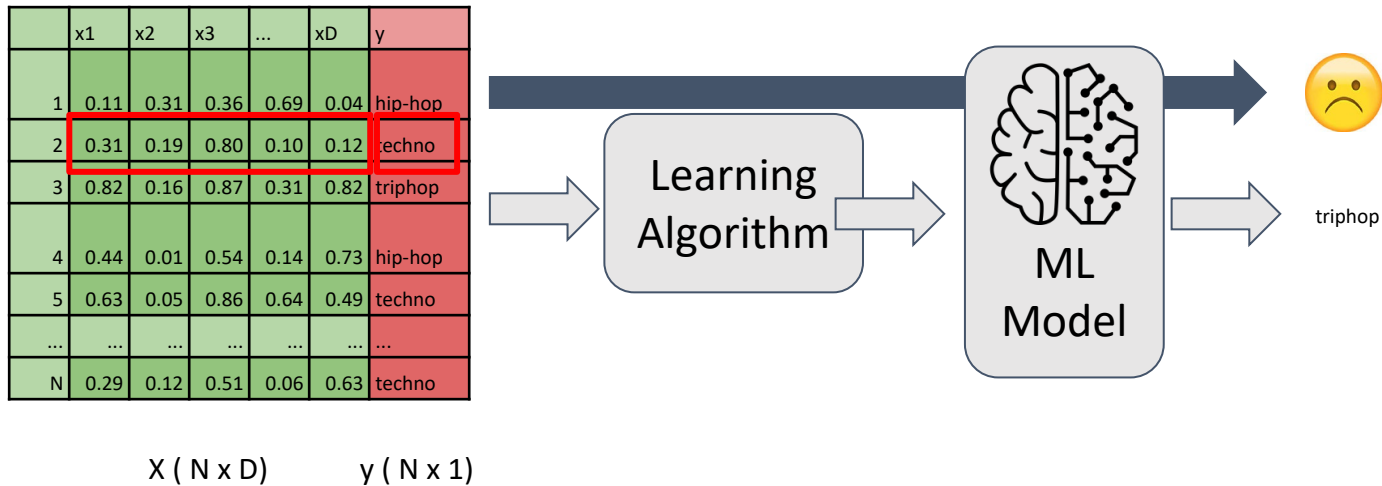 x1 x2 x3 ... xD y
1 0.11 0.31 0.36 0.69 0.04 hip-hop
2 0.31 0.19 0.80 0.10 0.12 techno
3 0.82 0.16 0.87 0.31 0.82 triphop
4 0.44 0.01 0.54 0.14 0.73 hip-hop
5 0.63 0.05 0.86 0.64 0.49 techno
... ... ... ... ... ... ...
N 0.29 0.12 0.51 0.06 0.63 techno
X ( N x D) y ( N x 1)
Learning
Algorithm
ML
Model
triphop